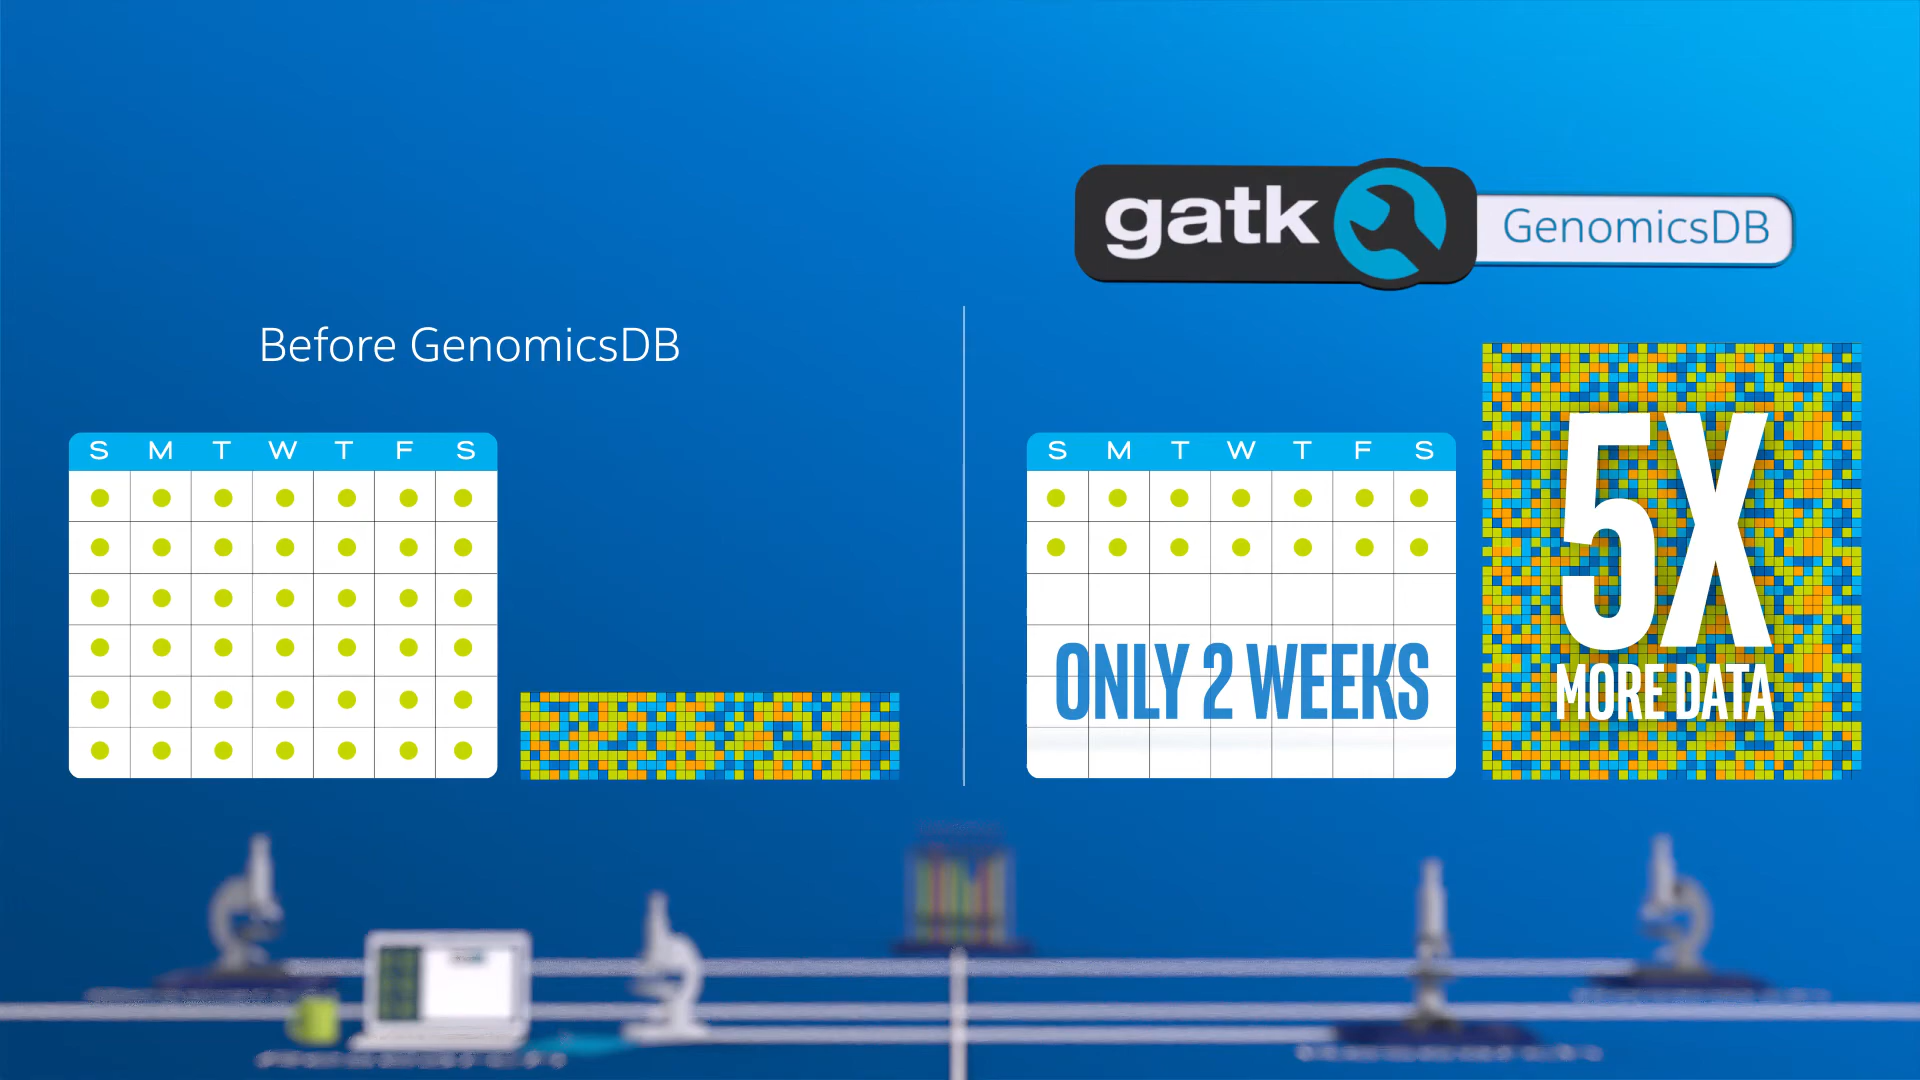 gatk
GenomicsDB
Before GenomicsDB
S M T W T F S
S M T W T F S
ONLY 2 WEEKS
5X
MORE DATA